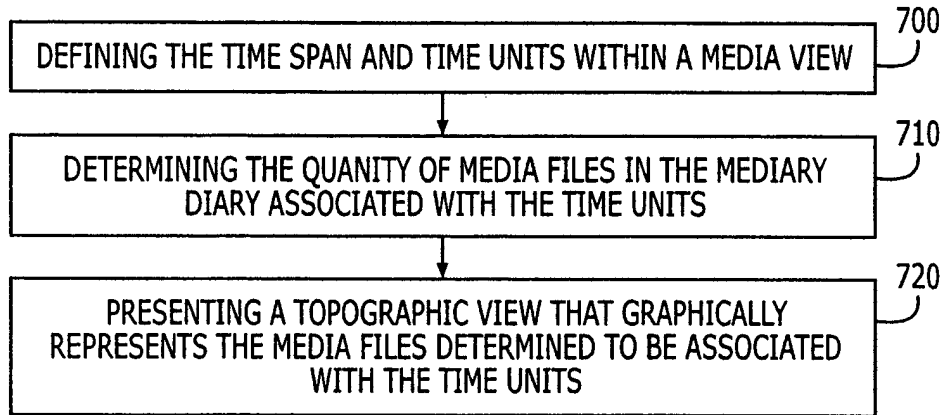 700
DEFINING THE TIME SPAN AND TIME UNITS WITHIN A MEDIA VIEW
710
DETERMINING THE QUANITY OF MEDIA FILES IN THE MEDIARY
DIARY ASSOCIATED WITH THE TIME UNITS
720
PRESENTING A TOPOGRAPHIC VIEW THAT GRAPHICALLY
REPRESENTS THE MEDIA FILES DETERMINED TO BE ASSOCIATED
WITH THE TIME UNITS